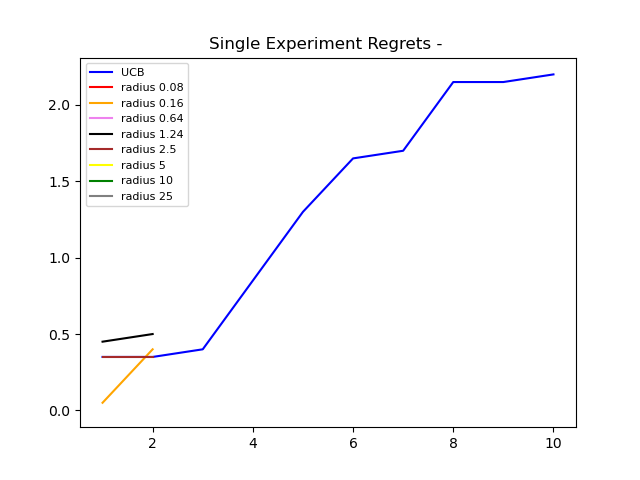 Single Experiment Regrets -
UCB
radius 0.08
radius 0.16
radius 0.64
radius 1.24
radius 2.5
radius 5
radius 10
radius 25
2.0
1.5
1.0
0.5
0.0
2 4 6 8 10